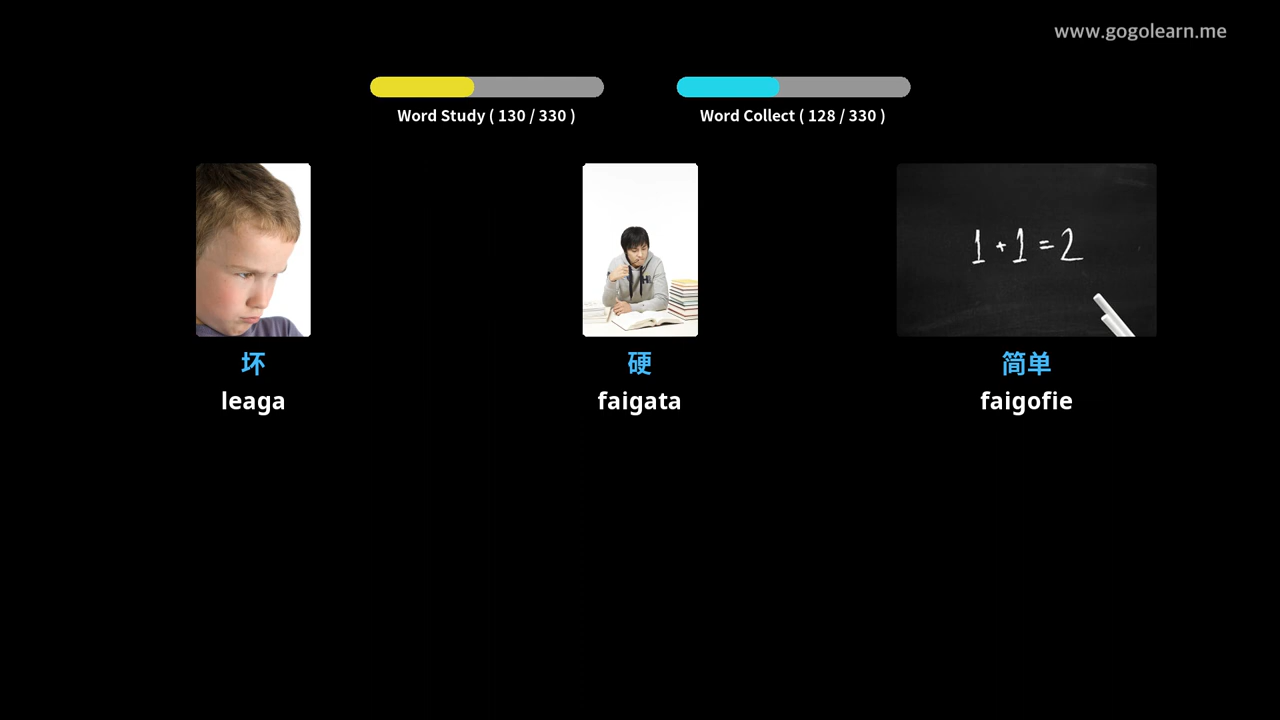 www.gogolearn.me
Word Study ( 130 / 330 )
Word Collect ( 128 / 330 )
1 + 1 = 2
坏
硬
简单
leaga
faigata
faigofie